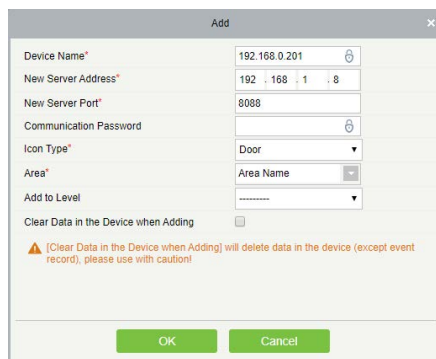 Add ×
Device Name* 192.168.0.201
New Server Address* 192 . 168 . 1 . 8
New Server Port* 8088
Communication Password
Icon Type* Door
Area* Area Name
Add to Level ---------
Clear Data in the Device when Adding
[Clear Data in the Device when Adding] will delete data in the device (except event
record), please use with caution!
OK Cancel